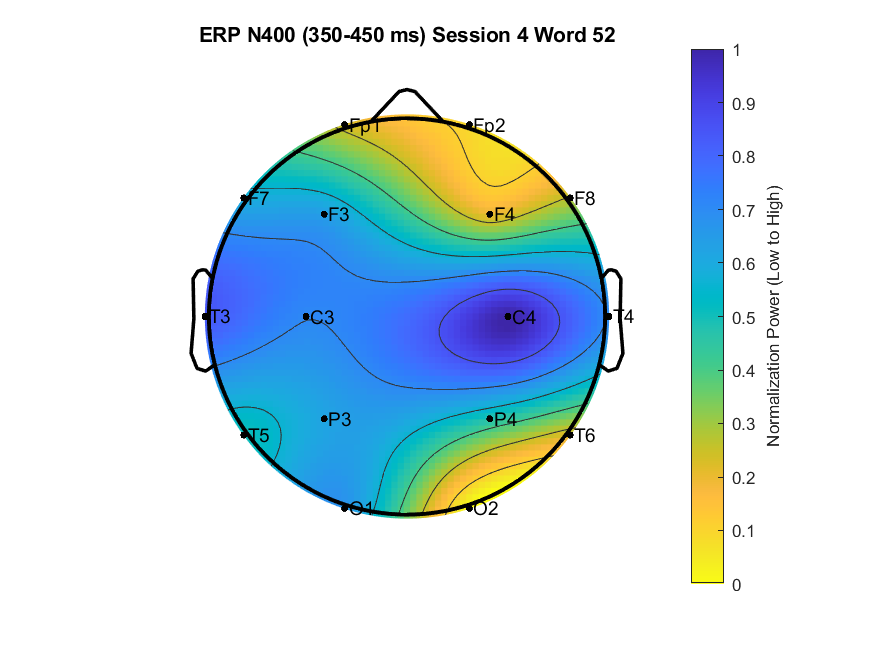 ERP N400 (350-450 ms) Session 4 Word 52
Fp1
Fp2
F7
F3
F4
F8
T3
C3
C4
T4
T5
P3
P4
T6
O1
O2
1
0.9
0.8
0.7
0.6
0.5
0.4
0.3
0.2
0.1
0
Normalization Power (Low to High)